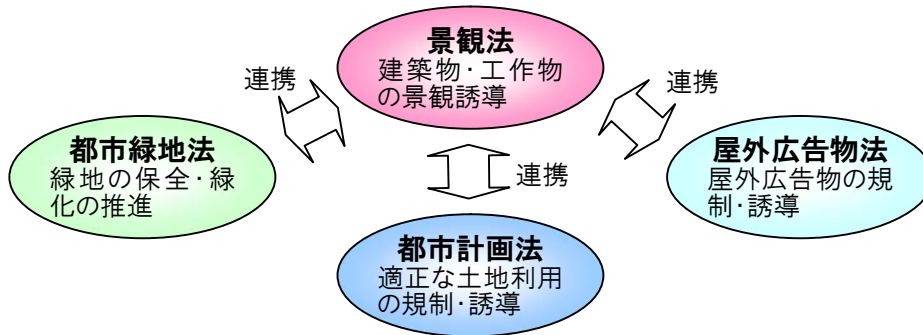 景観法
建築物・工作物
の景観誘導
連携
連携
都市緑地法
緑地の保全・緑
化の推進
連携
屋外広告物法
屋外広告物の規
制・誘導
都市計画法
適正な土地利用
の規制・誘導